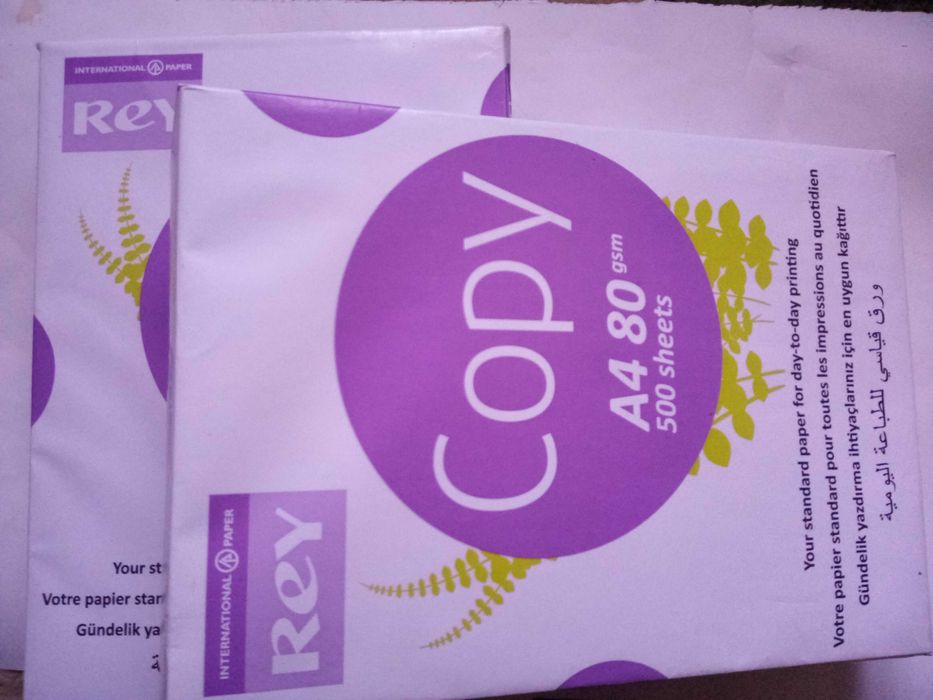 INTERNATIONAL PAPER
REY
Your st
Votre papier stan
Gündelik ya
INTERNATIONAL PAPER
REY
Copy
A4 80 gsm
500 sheets
Your standard paper for day-to-day printing
Votre papier standard pour toutes les impressions au quotidien
Gündelik yazdırma ihtiyaçlarınız için en uygun kağıttır
ورق قياسي للطباعة اليومية